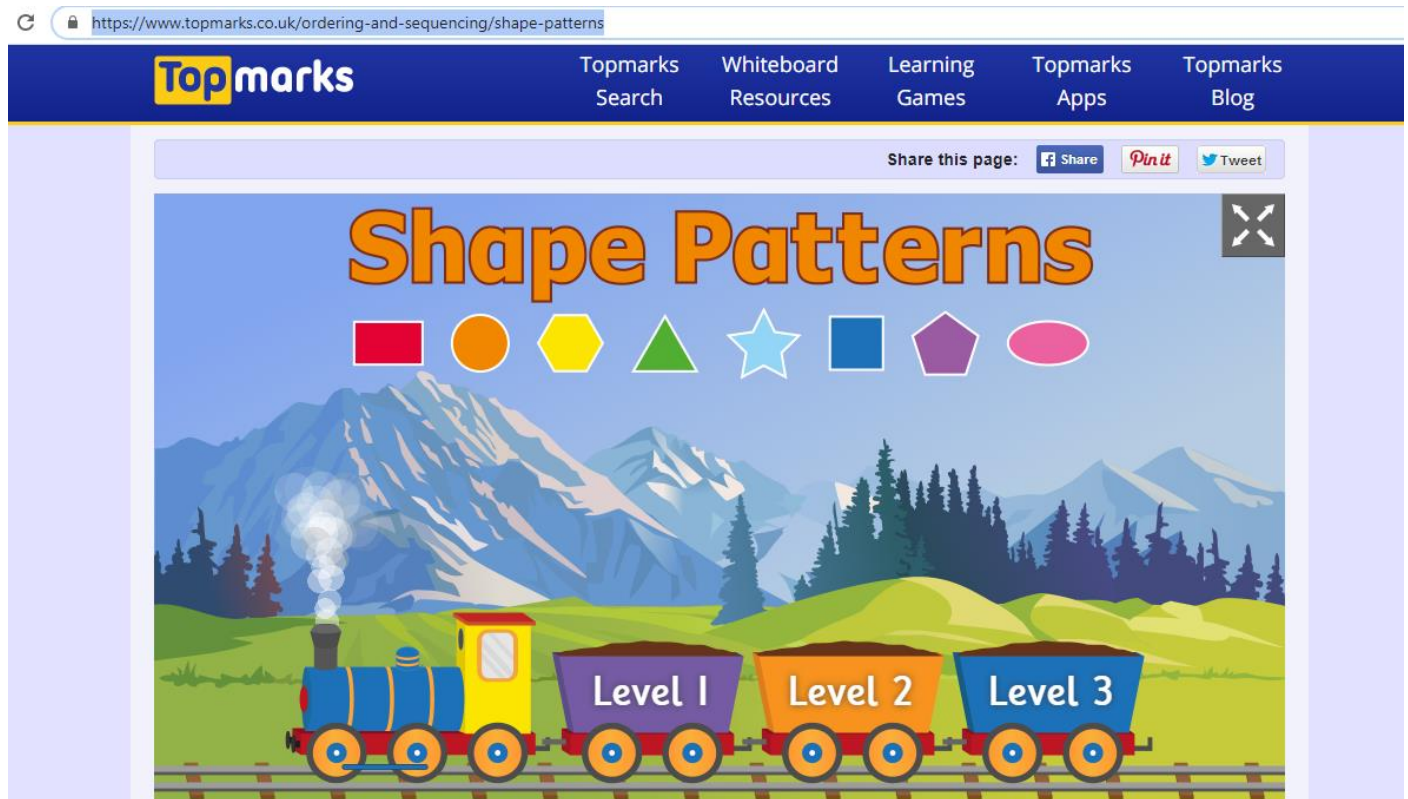 https://www.topmarks.co.uk/ordering-and-sequencing/shape-patterns
Topmarks
Topmarks Search
Whiteboard Resources
Learning Games
Topmarks Apps
Topmarks Blog
Share this page:
Share
Pin it
Tweet
Shape Patterns
Level 1
Level 2
Level 3